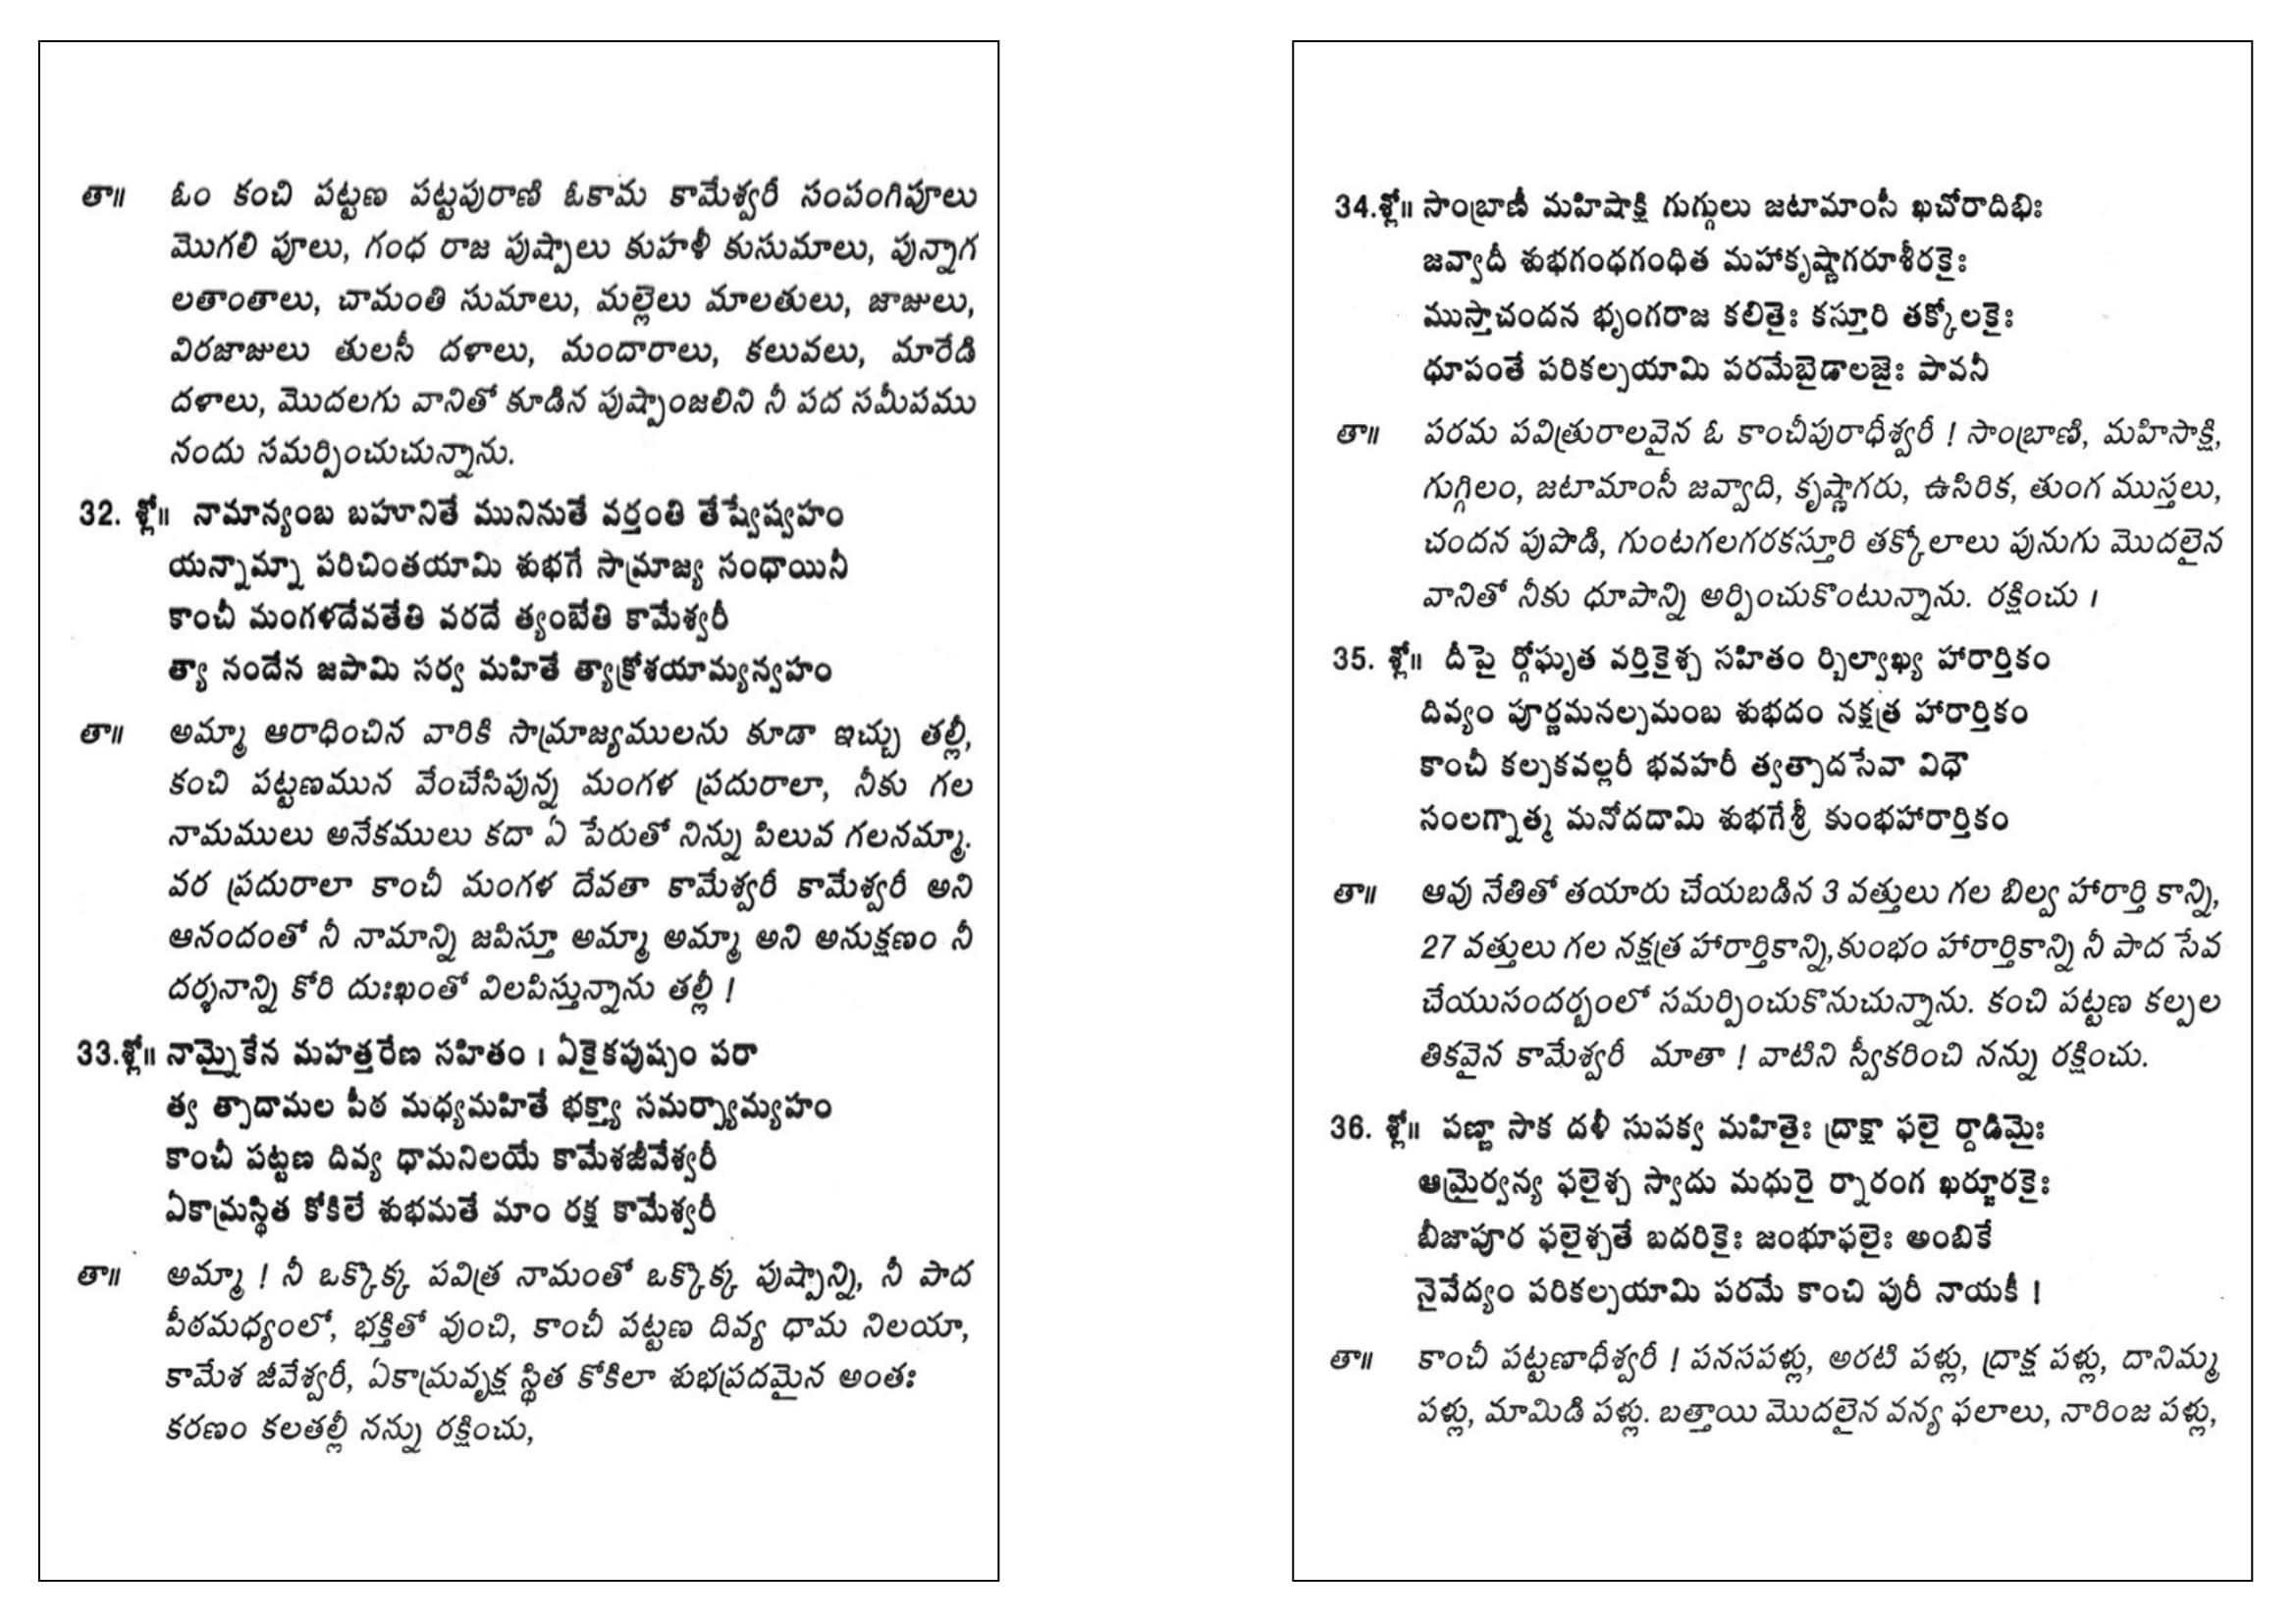 తా॥ ఓం కంచి పట్టణ పట్టపురాణి ఓకామ కామేశ్వరీ సంపంగిపూలు
మొగలి పూలు, గంధ రాజ పుష్పాలు కుహళీ కుసుమాలు, పున్నాగ
లతాంతాలు, చామంతి సుమాలు, మల్లెలు మాలతులు, జాజులు,
విరజాజులు తులసీ దళాలు, మందారాలు, కలువలు, మారేడి
దళాలు, మొదలగు వానితో కూడిన పుష్పాంజలిని నీ పద సమీపము
నందు సమర్పించుచున్నాను.
32. శ్లో॥ నామాన్యంబ బహూనితే మునినుతే వర్తంతి తేష్వేష్వహం
యన్నామ్నా పరిచింతయామి శుభగే సామ్రాజ్య సంధాయినీ
కాంచీ మంగళదేవతేతి వరదే త్యంబేతి కామేశ్వరీ
త్యా నందేన జపామి సర్వ మహితే త్యాక్రోశయామ్యన్వహం
తా॥ అమ్మా ఆరాధించిన వారికి సామ్రాజ్యములను కూడా ఇచ్చు తల్లీ,
కంచి పట్టణమున వేంచేసిపున్న మంగళ ప్రదురాలా, నీకు గల
నామములు అనేకములు కదా ఏ పేరుతో నిన్ను పిలువ గలనమ్మా.
వర ప్రదురాలా కాంచీ మంగళ దేవతా కామేశ్వరీ కామేశ్వరీ అని
ఆనందంతో నీ నామాన్ని జపిస్తూ అమ్మా అమ్మా అని అనుక్షణం నీ
దర్శనాన్ని కోరి దుఃఖంతో విలపిస్తున్నాను తల్లీ !
33.శ్లో॥ నామ్నైకేన మహత్తరేణ సహితం । ఏకైకపుష్పం పరా
త్వ త్పాదామల పీఠ మధ్యమహితే భక్త్యా సమర్ప్యామ్యహం
కాంచీ పట్టణ దివ్య ధామనిలయే కామేశజీవేశ్వరీ
ఏకామ్రస్థిత కోకిలే శుభమతే మాం రక్ష కామేశ్వరీ
తా॥ అమ్మా ! నీ ఒక్కొక్క పవిత్ర నామంతో ఒక్కొక్క పుష్పాన్ని, నీ పాద
పీఠమధ్యంలో, భక్తితో వుంచి, కాంచీ పట్టణ దివ్య ధామ నిలయా,
కామేశ జీవేశ్వరీ, ఏకామ్రవృక్ష స్థిత కోకిలా శుభప్రదమైన అంతః
కరణం కలతల్లీ నన్ను రక్షించు,
34.శ్లో॥ సాంబ్రాణీ మహిషాక్షి గుగ్గులు జటామాంసీ ఖచోరాదిభిః
జవ్వాదీ శుభగంధగంధిత మహాకృష్ణాగరూశీరకైః
ముస్తాచందన భృంగరాజ కలితైః కస్తూరి తక్కోలకైః
ధూపంతే పరికల్పయామి పరమేబైడాలజైః పావనీ
తా॥ పరమ పవిత్రురాలవైన ఓ కాంచీపురాధీశ్వరీ ! సాంబ్రాణి, మహిసాక్షి,
గుగ్గిలం, జటామాంసీ జవ్వాది, కృష్ణాగరు, ఉసిరిక, తుంగ ముస్తలు,
చందన పుపొడి, గుంటగలగరకస్తూరి తక్కోలాలు పునుగు మొదలైన
వానితో నీకు ధూపాన్ని అర్పించుకొంటున్నాను. రక్షించు ।
35. శ్లో॥ దీపై ర్గోఘృత వర్తికైశ్చ సహితం ర్బిల్వాఖ్య హారార్తికం
దివ్యం పూర్ణమనల్పమంబ శుభదం నక్షత్ర హారార్తికం
కాంచీ కల్పకవల్లరీ భవహరీ త్వత్పాదసేవా విధౌ
సంలగ్నాత్మ మనోదదామి శుభగేశ్రీ కుంభహారార్తికం
తా॥ ఆవు నేతితో తయారు చేయబడిన 3 వత్తులు గల బిల్వ హారార్తి కాన్ని,
27 వత్తులు గల నక్షత్ర హారార్తికాన్ని,కుంభం హారార్తికాన్ని నీ పాద సేవ
చేయుసందర్భంలో సమర్పించుకొనుచున్నాను. కంచి పట్టణ కల్పల
తికవైన కామేశ్వరీ మాతా ! వాటిని స్వీకరించి నన్ను రక్షించు.
36. శ్లో॥ పణ్ణా సాక దళీ సుపక్వ మహితైః ద్రాక్షా ఫలై ర్దాడిమైః
ఆమ్రైర్వన్య ఫలైశ్చ స్వాదు మధురై ర్నారంగ ఖర్జూరకైః
బీజాపూర ఫలైశ్చతే బదరికైః జంభూఫలైః అంబికే
నైవేద్యం పరికల్పయామి పరమే కాంచి పురీ నాయకీ !
తా॥ కాంచీ పట్టణాధీశ్వరీ ! పనసపళ్లు, అరటి పళ్లు, ద్రాక్ష పళ్లు, దానిమ్మ
పళ్లు, మామిడి పళ్లు. బత్తాయి మొదలైన వన్య ఫలాలు, నారింజ పళ్లు,